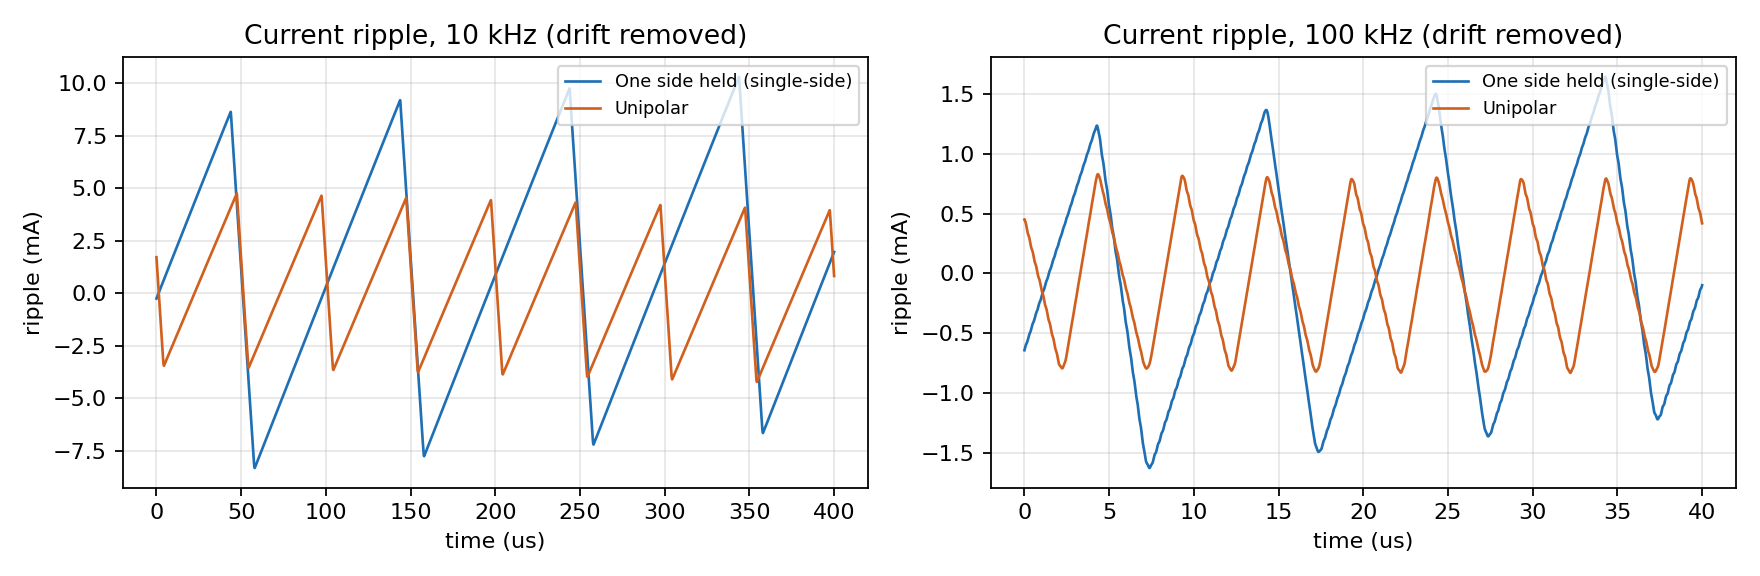 Current ripple, 10 kHz (drift removed)
ripple (mA)
10.0
7.5
5.0
2.5
0.0
−2.5
−5.0
−7.5
One side held (single-side)
Unipolar
0 50 100 150 200 250 300 350 400
time (us)
Current ripple, 100 kHz (drift removed)
ripple (mA)
1.5
1.0
0.5
0.0
−0.5
−1.0
−1.5
One side held (single-side)
Unipolar
0 5 10 15 20 25 30 35 40
time (us)